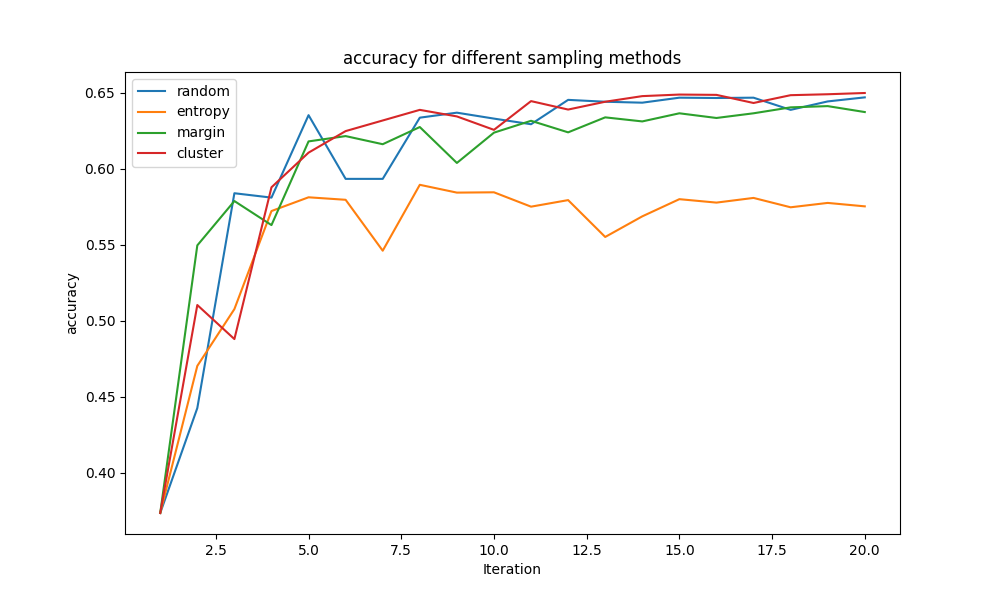 accuracy for different sampling methods
random
entropy
margin
cluster
accuracy
0.65
0.60
0.55
0.50
0.45
0.40
2.5 5.0 7.5 10.0 12.5 15.0 17.5 20.0
Iteration